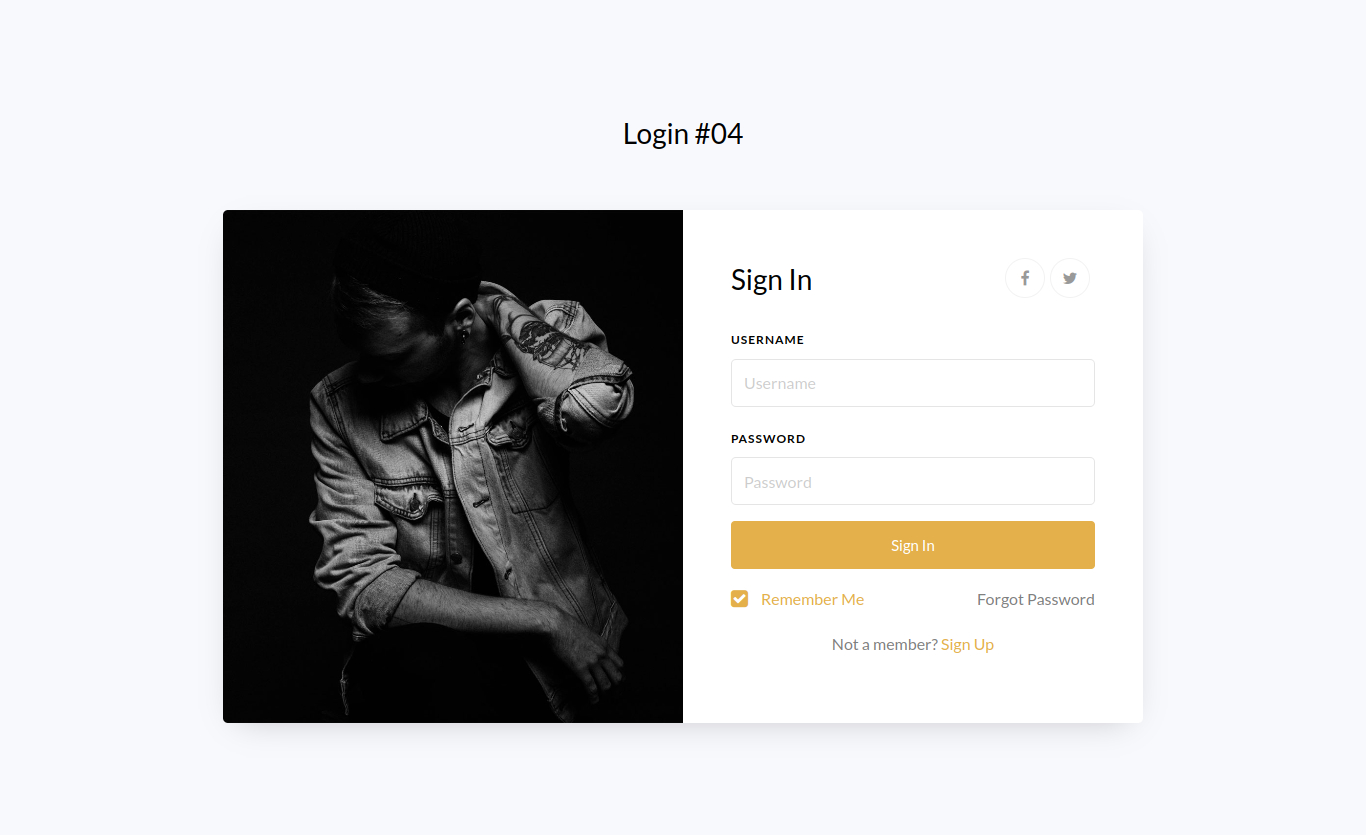 Login #04
Sign In
USERNAME
Username
PASSWORD
Password
Sign In
Remember Me Forgot Password
Not a member? Sign Up